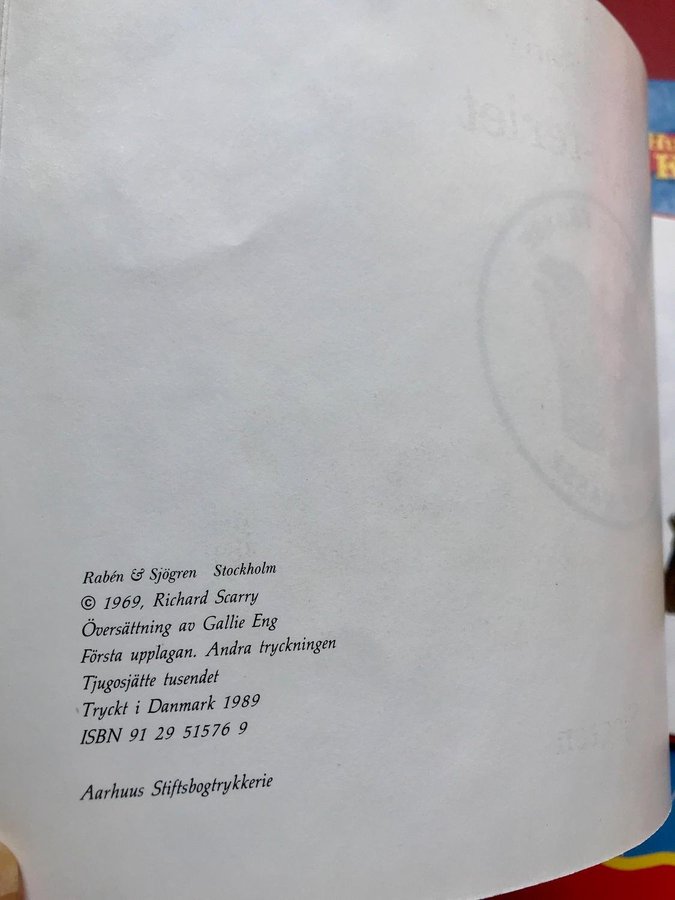 Rabén & Sjögren Stockholm
© 1969, Richard Scarry
Översättning av Gallie Eng
Första upplagan. Andra tryckningen
Tjugosjätte tusendet
Tryckt i Danmark 1989
ISBN 91 29 51576 9
Aarhuus Stiftsbogtrykkerie